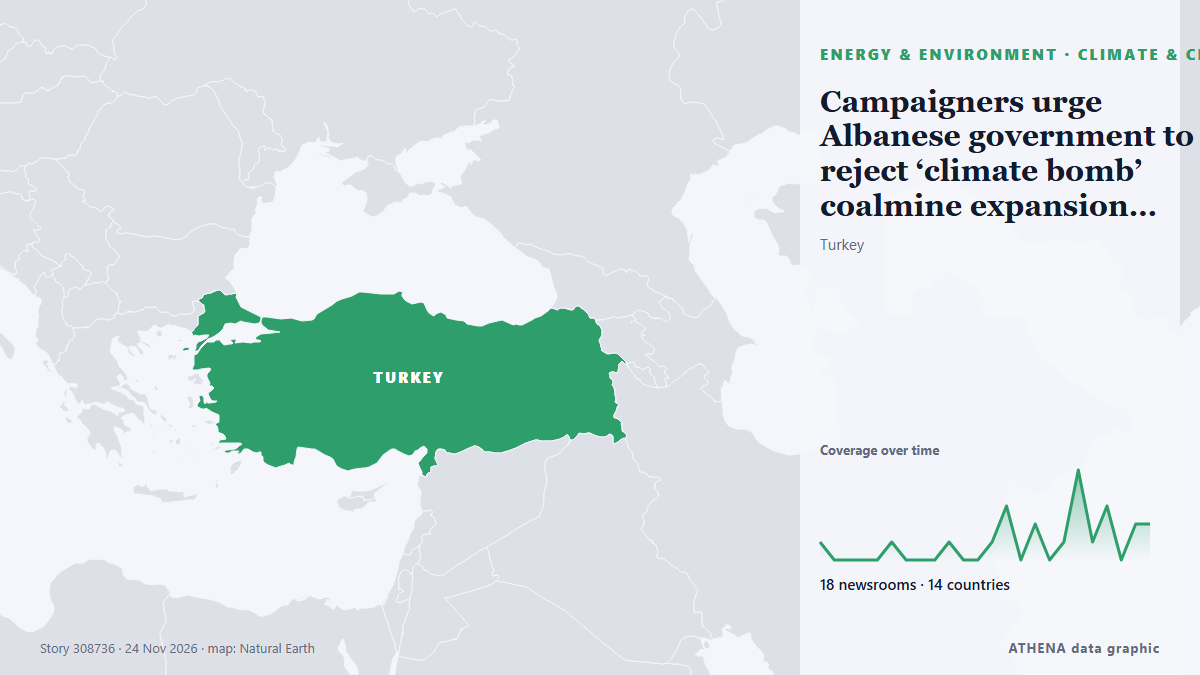 ENERGY & ENVIRONMENT · CLIMATE & C
Campaigners urge
Albanese government to
reject ‘climate bomb’
coalmine expansion…
Turkey
TURKEY
Coverage over time
18 newsrooms · 14 countries
Story 308736 · 24 Nov 2026 · map: Natural Earth
ATHENA data graphic